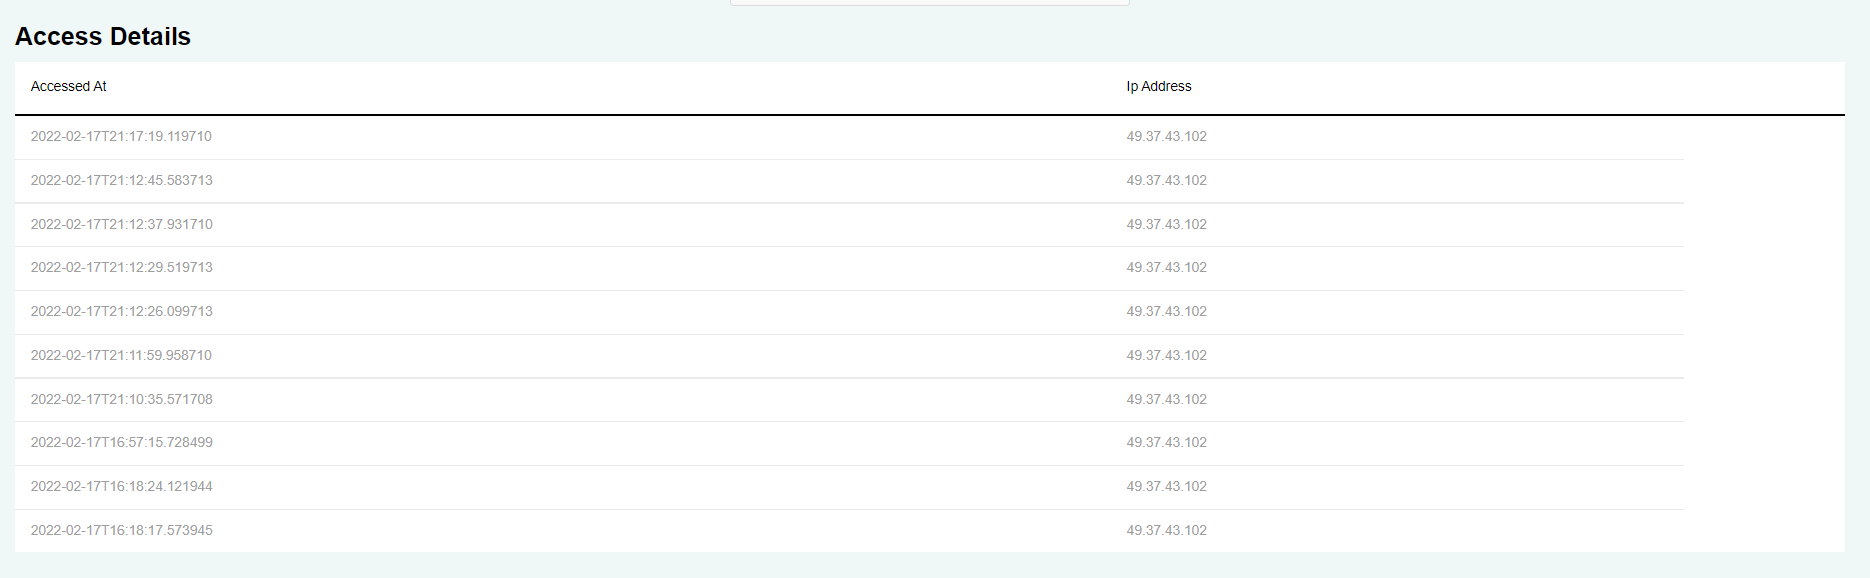 Access Details
Accessed At Ip Address
2022-02-17T21:17:19.119710 49.37.43.102
2022-02-17T21:12:45.583713 49.37.43.102
2022-02-17T21:12:37.931710 49.37.43.102
2022-02-17T21:12:29.519713 49.37.43.102
2022-02-17T21:12:26.099713 49.37.43.102
2022-02-17T21:11:59.958710 49.37.43.102
2022-02-17T21:10:35.571708 49.37.43.102
2022-02-17T16:57:15.728499 49.37.43.102
2022-02-17T16:18:24.121944 49.37.43.102
2022-02-17T16:18:17.573945 49.37.43.102